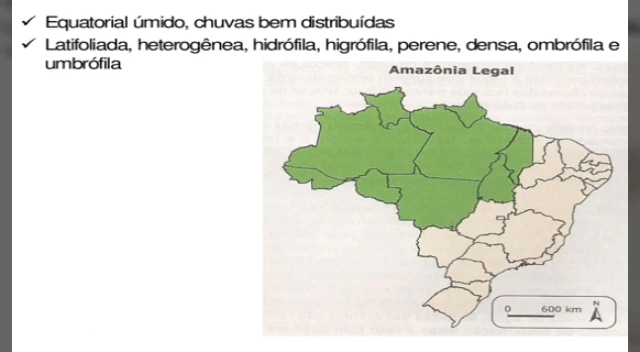 ✓ Equatorial úmido, chuvas bem distribuídas
✓ Latifoliada, heterogênea, hidrófila, higrófila, perene, densa, ombrófila e
umbrófila
Amazônia Legal
0 600 km N